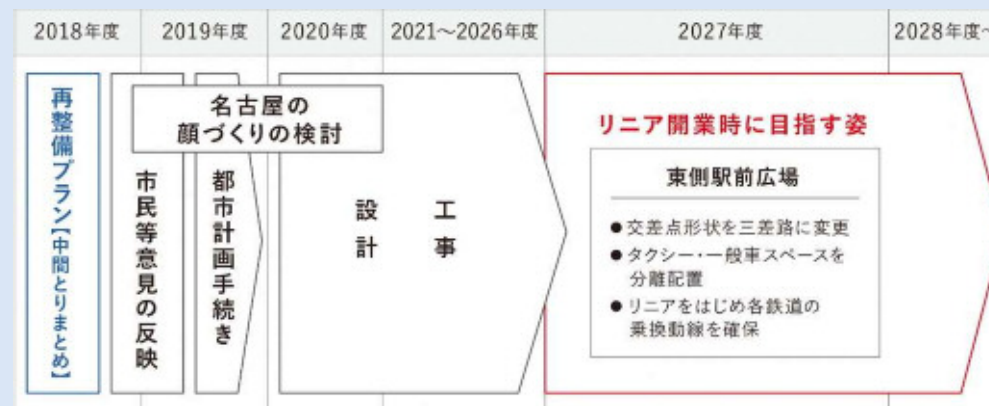 2018年度
2019年度
2020年度
2021～2026年度
2027年度
2028年度～
再整備プラン【中間とりまとめ】
市民等意見の反映
都市計画手続き
名古屋の
顔づくりの検討
設計
工事
リニア開業時に目指す姿
東側駅前広場
●交差点形状を三差路に変更
●タクシー・一般車スペースを
分離配置
●リニアをはじめ各鉄道の
乗換動線を確保